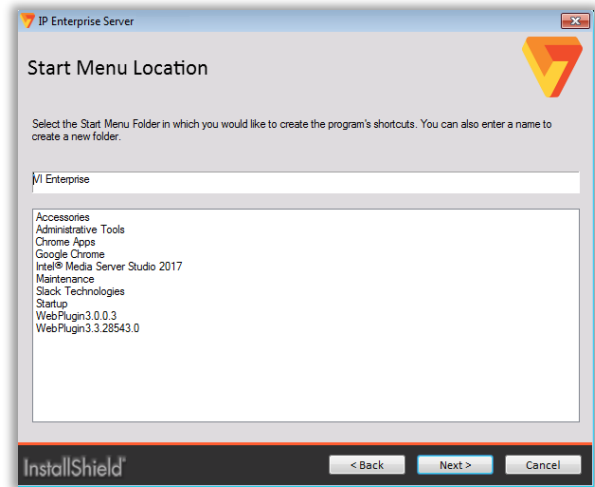 IP Enterprise Server
Start Menu Location
Select the Start Menu Folder in which you would like to create the program's shortcuts. You can also enter a name to
create a new folder.
VI Enterprise
Accessories
Administrative Tools
Chrome Apps
Google Chrome
Intel® Media Server Studio 2017
Maintenance
Slack Technologies
Startup
WebPlugin3.0.0.3
WebPlugin3.3.28543.0
InstallShield® < Back Next > Cancel